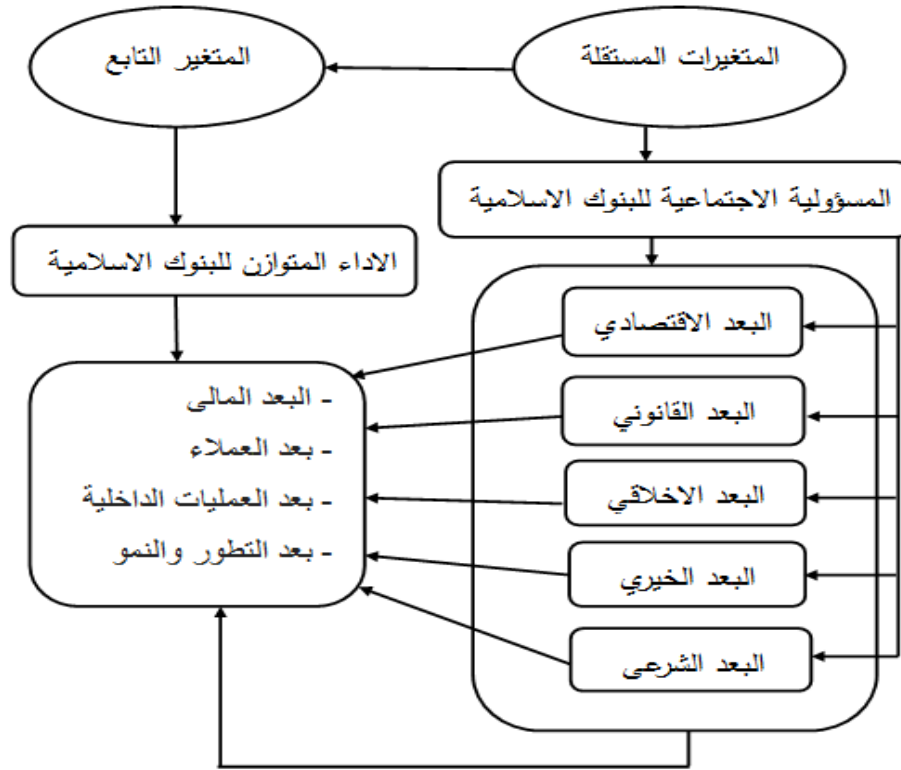 المتغيرات المستقلة
المتغير التابع
المسؤولية الاجتماعية للبنوك الاسلامية
الاداء المتوازن للبنوك الاسلامية
البعد الاقتصادي
البعد القانوني
البعد الاخلاقي
البعد الخيري
البعد الشرعى
- البعد المالى
- بعد العملاء
- بعد العمليات الداخلية
- بعد التطور والنمو